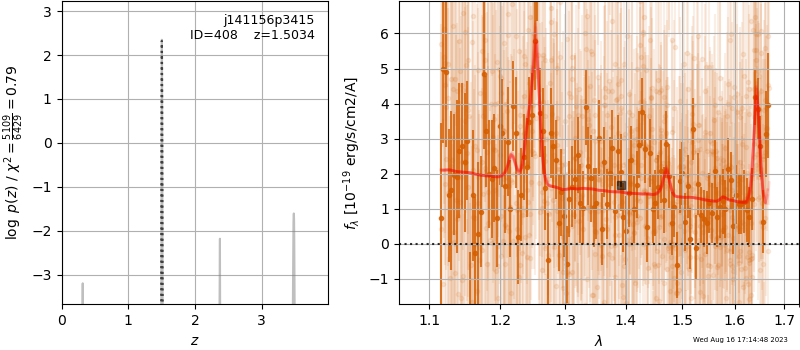 j141156p3415
ID=408 z=1.5034
log p(z) / χ² = 5109/6429 = 0.79
3
2
1
0
−1
−2
−3
0 1 2 3
z
fλ [10⁻¹⁹ erg/s/cm2/A]
6
5
4
3
2
1
0
−1
1.1 1.2 1.3 1.4 1.5 1.6 1.7
λ
Wed Aug 16 17:14:48 2023